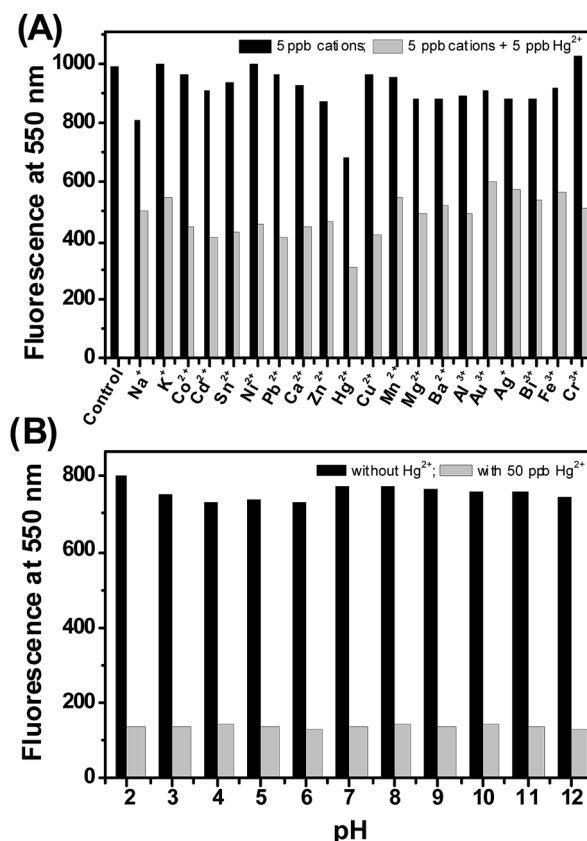 (A)
5 ppb cations; 5 ppb cations + 5 ppb Hg²⁺
Fluorescence at 550 nm
1000
800
600
400
200
0
Control Na⁺ K⁺ Co²⁺ Cd²⁺ Sn²⁺ Ni²⁺ Pb²⁺ Ca²⁺ Zn²⁺ Hg²⁺ Cu²⁺ Mn²⁺ Mg²⁺ Ba²⁺ Al³⁺ Au³⁺ Ag⁺ Bi³⁺ Fe³⁺ Cr³⁺
(B)
without Hg²⁺; with 50 ppb Hg²⁺
Fluorescence at 550 nm
800
600
400
200
0
2 3 4 5 6 7 8 9 10 11 12
pH